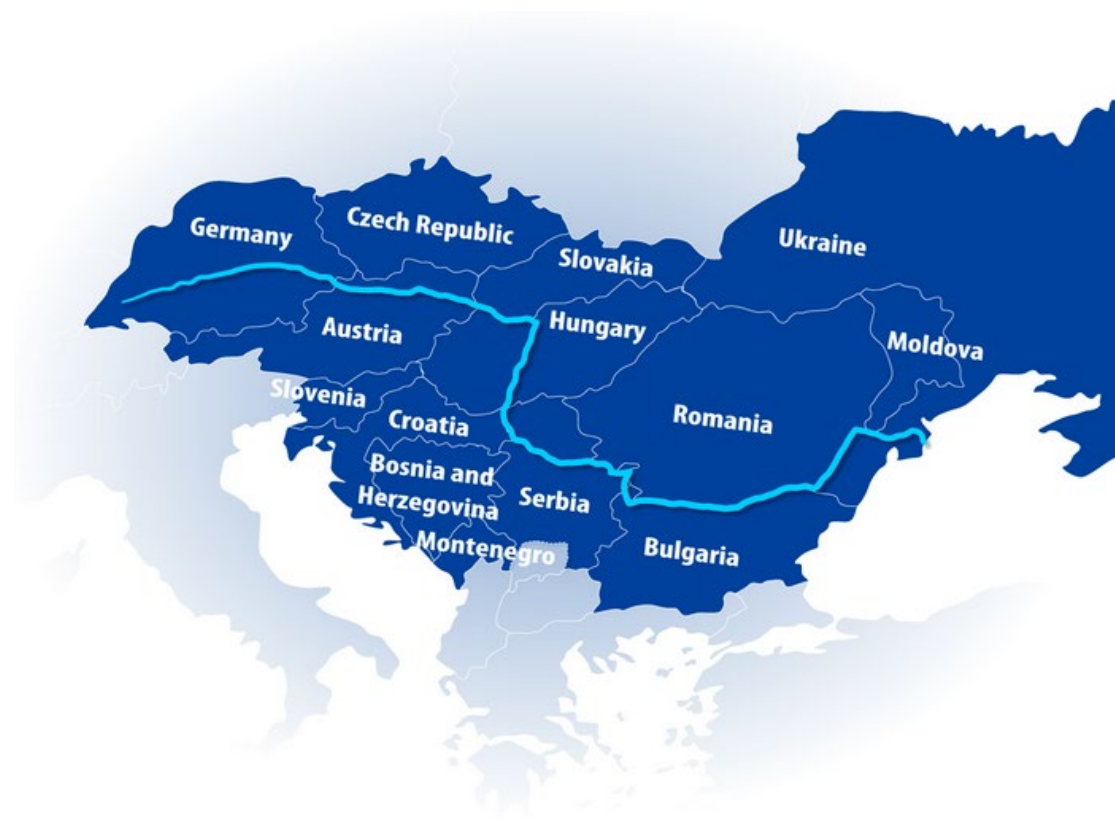 Germany
Czech Republic
Slovakia
Ukraine
Austria
Hungary
Moldova
Slovenia
Croatia
Romania
Bosnia and
Herzegovina
Serbia
Montenegro
Bulgaria